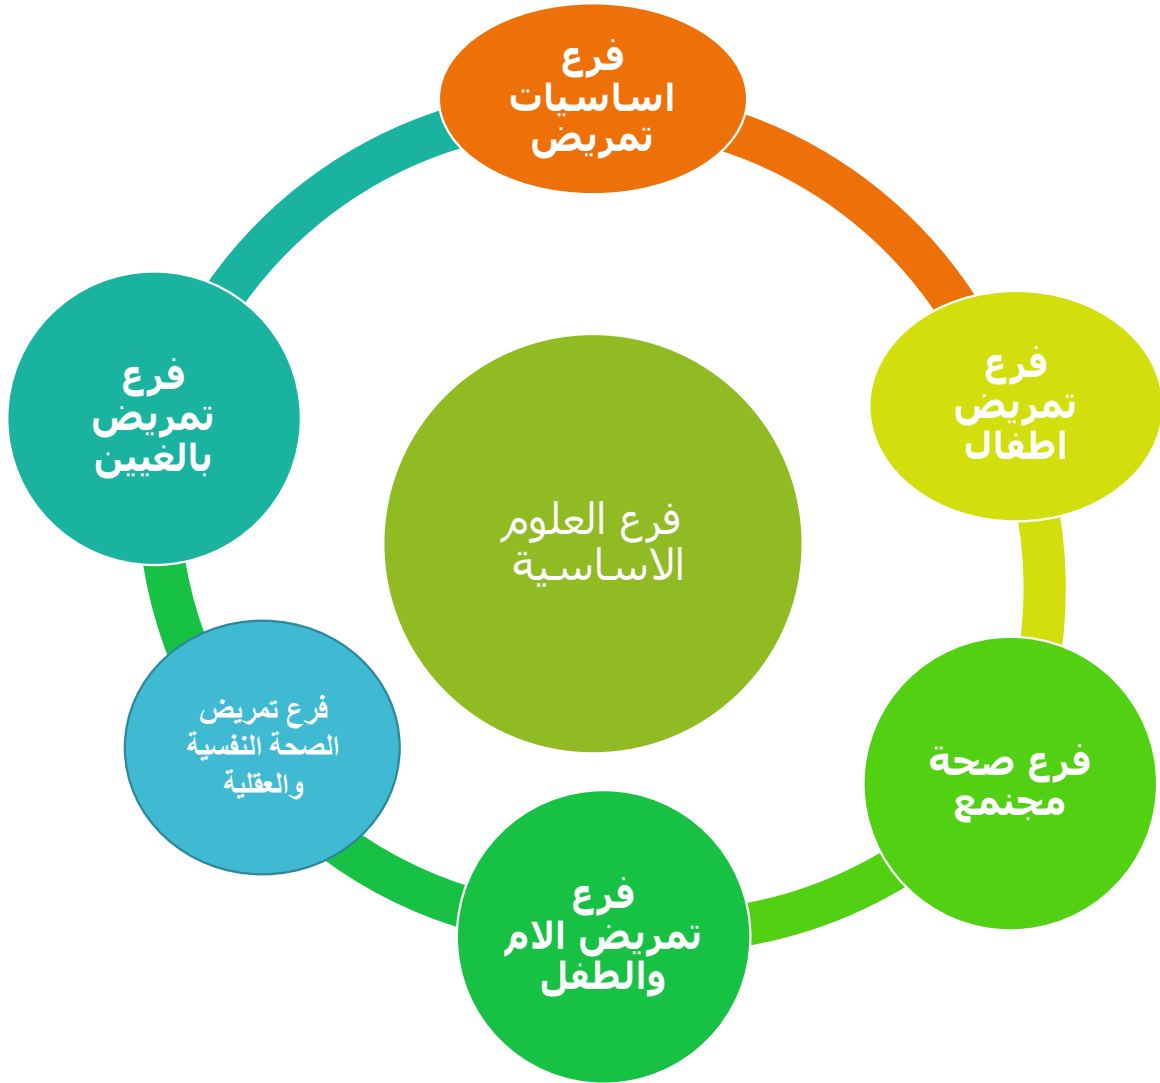 فرع
اساسيات
تمريض
فرع
تمريض
اطفال
فرع صحة
مجنمع
فرع
تمريض الام
والطفل
فرع تمريض
الصحة النفسية
والعقلية
فرع
تمريض
بالغيين
فرع العلوم
الاساسية